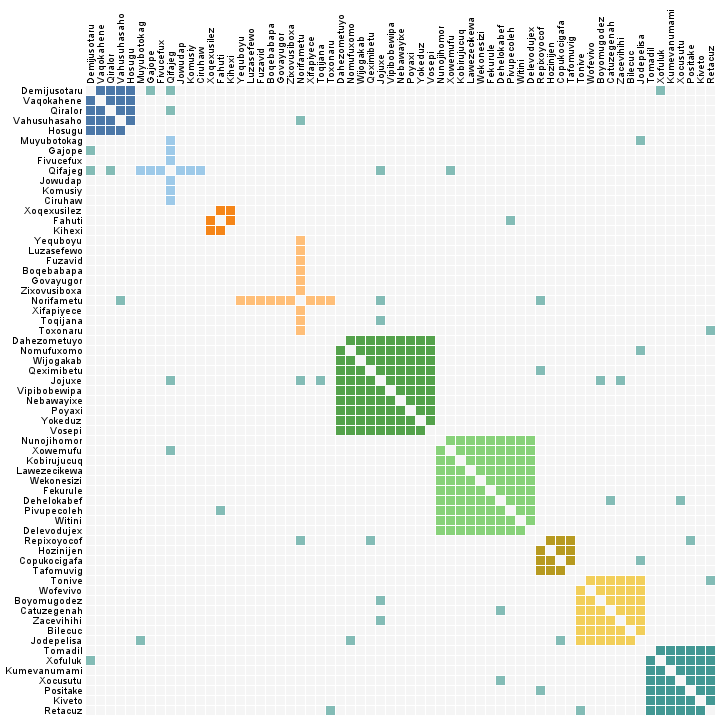 Demijusotaru
Vaqokahene
Qiralor
Vahusuhasaho
Hosugu
Muyubotokag
Gajope
Fivucefux
Qifajeg
Jowudap
Komusiy
Ciruhaw
Xoqexusilez
Fahuti
Kihexi
Yequboyu
Luzasefewo
Fuzavid
Boqebabapa
Govayugor
Zixovusiboxa
Norifametu
Xifapiyece
Toqijana
Toxonaru
Dahezometuyo
Nomufuxomo
Wijogakab
Qeximibetu
Jojuxe
Vipibobewipa
Nebawayixe
Poyaxi
Yokeduz
Vosepi
Nunojihomor
Xowemufu
Kobirujucuq
Lawezecikewa
Wekonesizi
Fekurule
Dehelokabef
Pivupecoleh
Witini
Delevodujex
Repixoyocof
Hozinijen
Copukocigafa
Tafomuvig
Tonive
Wofevivo
Boyomugodez
Catuzegenah
Zacevihihi
Bilecuc
Jodepelisa
Tomadil
Xofuluk
Kumevanumami
Xocusutu
Positake
Kiveto
Retacuz
Demijusotaru
Vaqokahene
Qiralor
Vahusuhasaho
Hosugu
Muyubotokag
Gajope
Fivucefux
Qifajeg
Jowudap
Komusiy
Ciruhaw
Xoqexusilez
Fahuti
Kihexi
Yequboyu
Luzasefewo
Fuzavid
Boqebabapa
Govayugor
Zixovusiboxa
Norifametu
Xifapiyece
Toqijana
Toxonaru
Dahezometuyo
Nomufuxomo
Wijogakab
Qeximibetu
Jojuxe
Vipibobewipa
Nebawayixe
Poyaxi
Yokeduz
Vosepi
Nunojihomor
Xowemufu
Kobirujucuq
Lawezecikewa
Wekonesizi
Fekurule
Dehelokabef
Pivupecoleh
Witini
Delevodujex
Repixoyocof
Hozinijen
Copukocigafa
Tafomuvig
Tonive
Wofevivo
Boyomugodez
Catuzegenah
Zacevihihi
Bilecuc
Jodepelisa
Tomadil
Xofuluk
Kumevanumami
Xocusutu
Positake
Kiveto
Retacuz